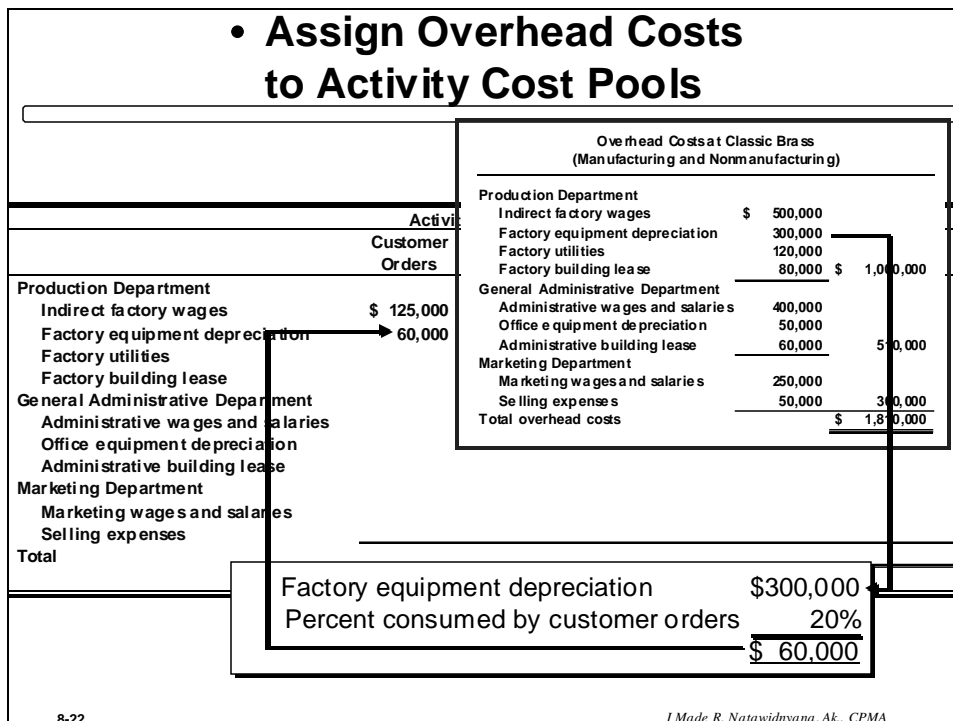 • Assign Overhead Costs
to Activity Cost Pools
Overhead Costs at Classic Brass
(Manufacturing and Nonmanufacturing)
Production Department
Indirect factory wages $ 500,000
Factory equipment depreciation 300,000
Factory utilities 120,000
Factory building lease 80,000 $ 1,000,000
General Administrative Department
Administrative wages and salaries 400,000
Office equipment depreciation 50,000
Administrative building lease 60,000 510,000
Marketing Department
Marketing wages and salaries 250,000
Selling expenses 50,000 300,000
Total overhead costs $ 1,810,000
Customer
Orders
Production Department
Indirect factory wages $ 125,000
Factory equipment depreciation 60,000
Factory utilities
Factory building lease
General Administrative Department
Administrative wages and salaries
Office equipment depreciation
Administrative building lease
Marketing Department
Marketing wages and salaries
Selling expenses
Total
Factory equipment depreciation $300,000
Percent consumed by customer orders 20%
$ 60,000
8-22
I Made R. Natawidnyana, Ak., CPMA